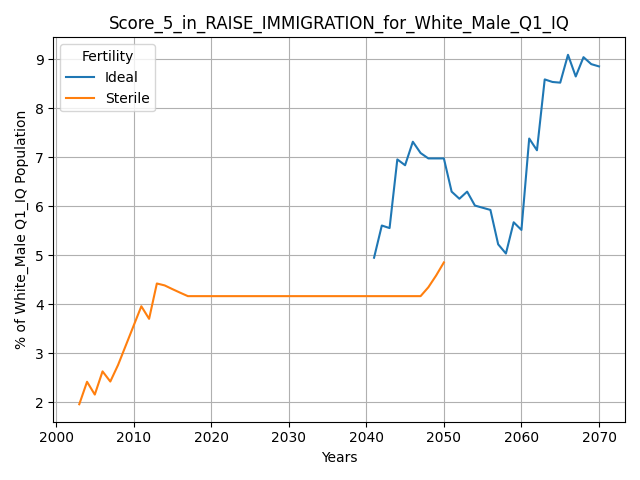 Score_5_in_RAISE_IMMIGRATION_for_White_Male_Q1_IQ
Fertility
Ideal
Sterile
% of White_Male Q1_IQ Population
9
8
7
6
5
4
3
2
2000 2010 2020 2030 2040 2050 2060 2070
Years